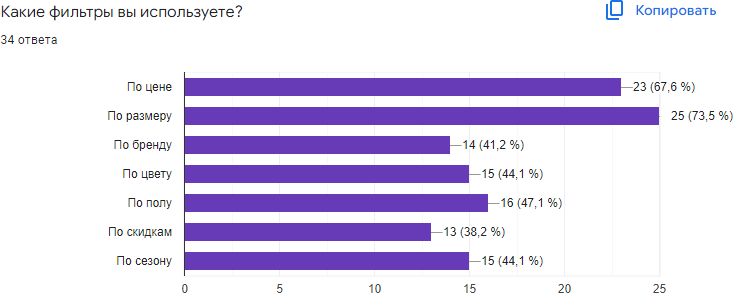 Какие фильтры вы используете?
Копировать
34 ответа
По цене 23 (67,6 %)
По размеру 25 (73,5 %)
По бренду 14 (41,2 %)
По цвету 15 (44,1 %)
По полу 16 (47,1 %)
По скидкам 13 (38,2 %)
По сезону 15 (44,1 %)
0 5 10 15 20 25